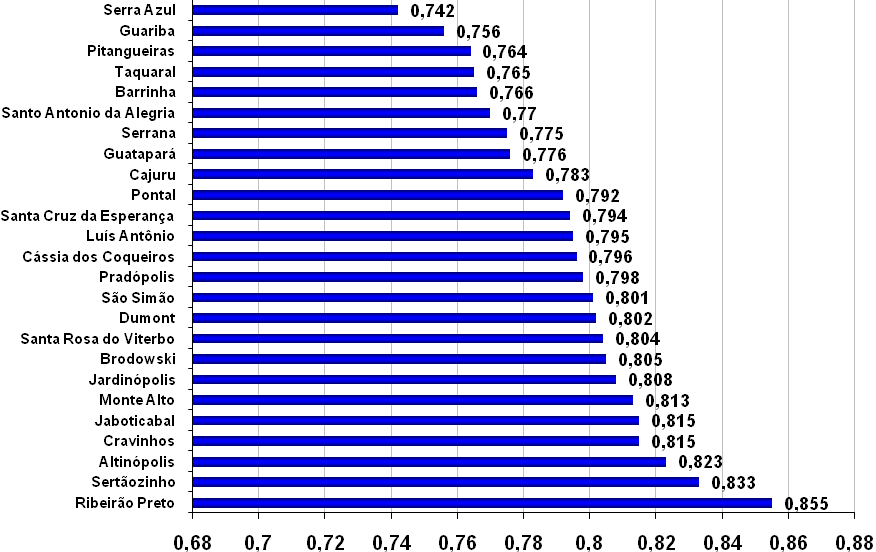 Serra Azul 0,742
Guariba 0,756
Pitangueiras 0,764
Taquaral 0,765
Barrinha 0,766
Santo Antonio da Alegria 0,77
Serrana 0,775
Guatapará 0,776
Cajuru 0,783
Pontal 0,792
Santa Cruz da Esperança 0,794
Luís Antônio 0,795
Cássia dos Coqueiros 0,796
Pradópolis 0,798
São Simão 0,801
Dumont 0,802
Santa Rosa do Viterbo 0,804
Brodowski 0,805
Jardinópolis 0,808
Monte Alto 0,813
Jaboticabal 0,815
Cravinhos 0,815
Altinópolis 0,823
Sertãozinho 0,833
Ribeirão Preto 0,855
0,68 0,7 0,72 0,74 0,76 0,78 0,8 0,82 0,84 0,86 0,88